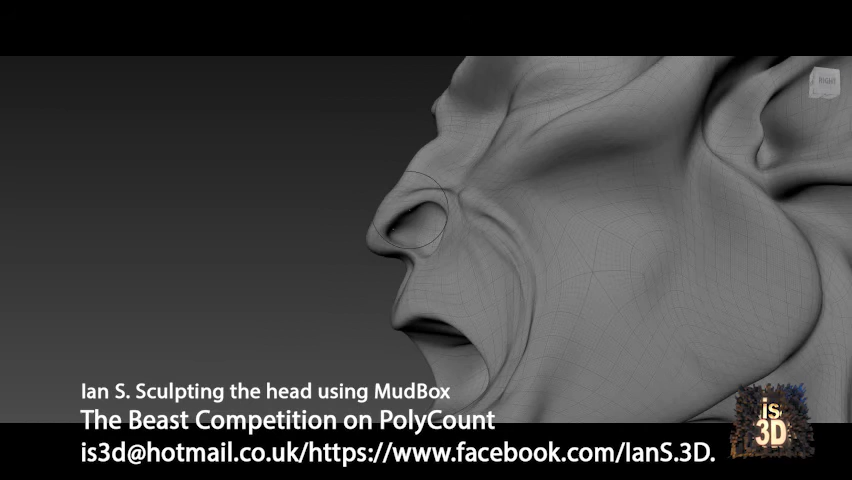 RIGHT
Ian S. Sculpting the head using MudBox
The Beast Competition on PolyCount
is3d@hotmail.co.uk/https://www.facebook.com/IanS.3D.
is
3D